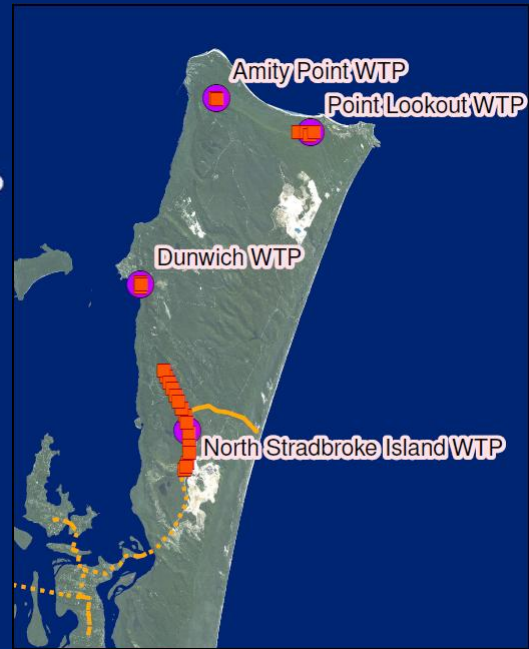 Amity Point WTP
Point Lookout WTP
Dunwich WTP
North Stradbroke Island WTP